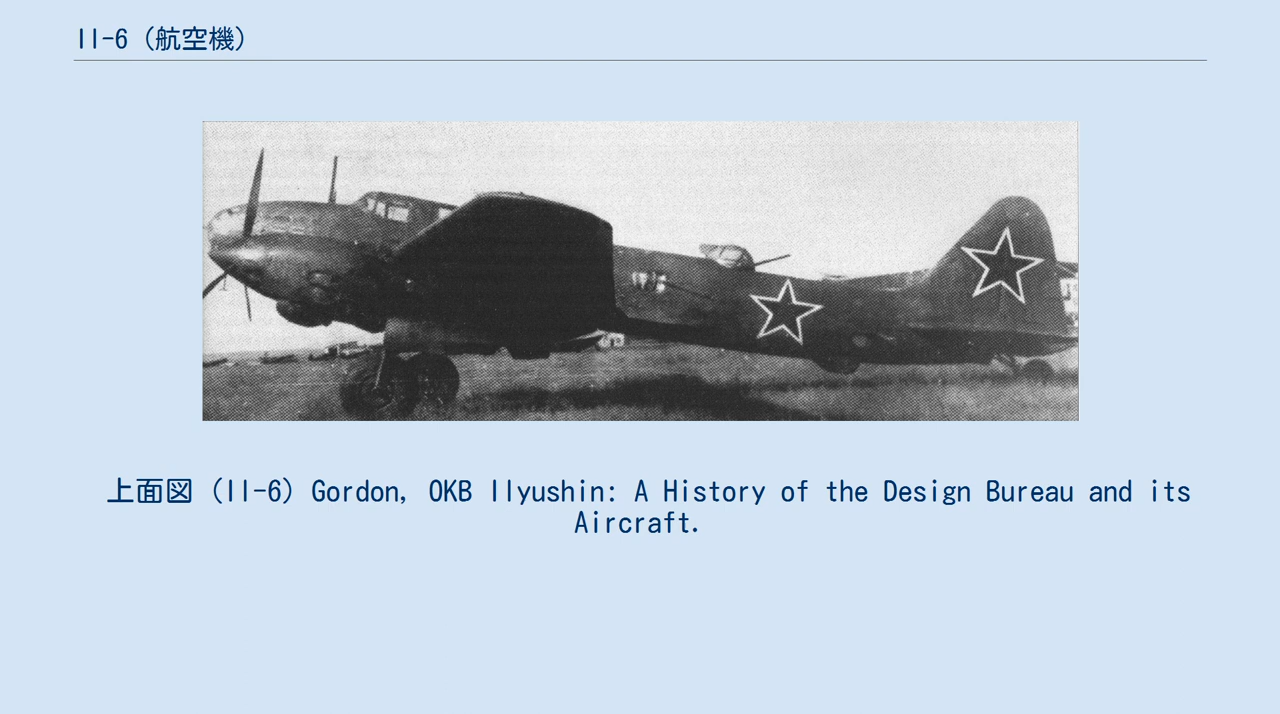 Il-6（航空機）
上面図（Il-6）Gordon, OKB Ilyushin: A History of the Design Bureau and its
Aircraft.